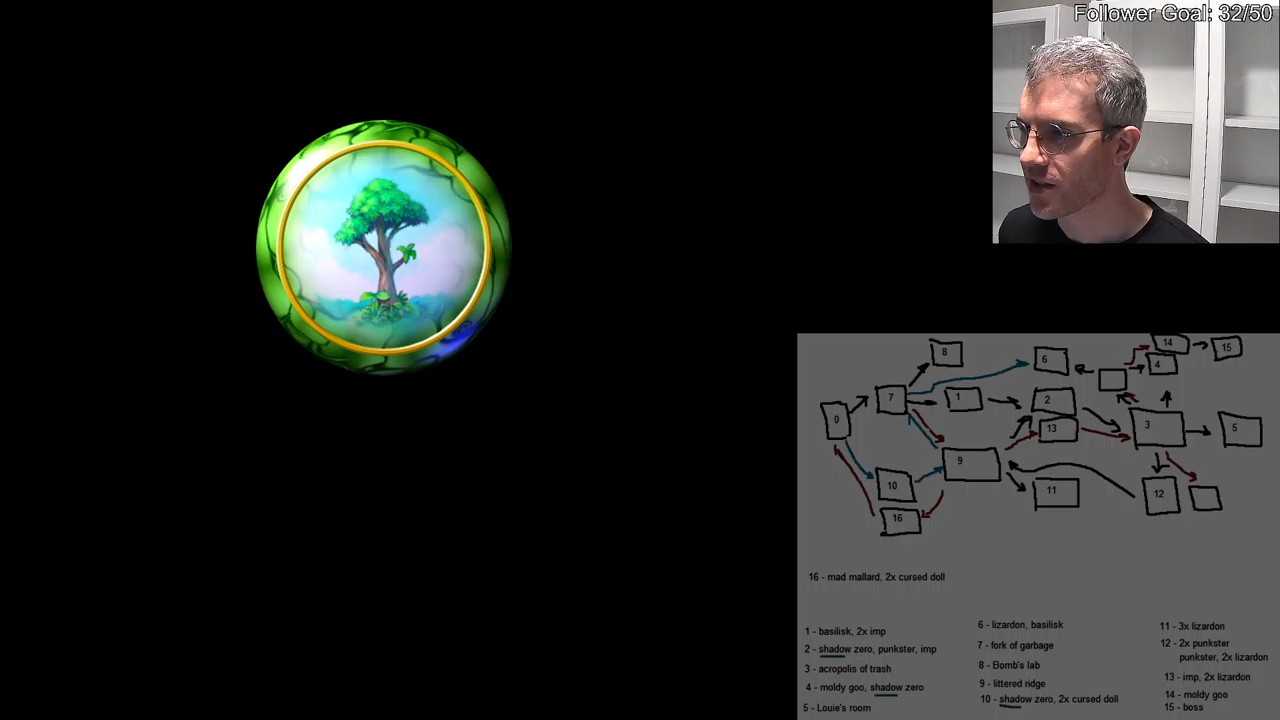 Follower Goal: 32/50
8
14
15
6
4
7
1
2
0
13
3
5
9
10
11
12
16
16 - mad mallard, 2x cursed doll
1 - basilisk, 2x imp
2 - shadow zero, punkster, imp
3 - acropolis of trash
4 - moldy goo, shadow zero
5 - Louie's room
6 - lizardon, basilisk
7 - fork of garbage
8 - Bomb's lab
9 - littered ridge
10 - shadow zero, 2x cursed doll
11 - 3x lizardon
12 - 2x punkster
punkster, 2x lizardon
13 - imp, 2x lizardon
14 - moldy goo
15 - boss